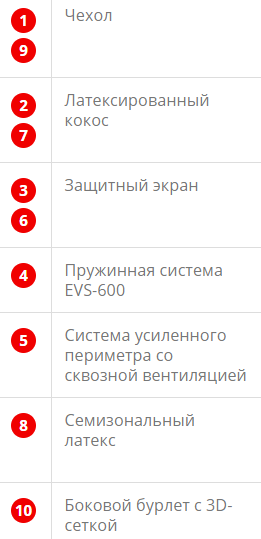 1 Чехол
9
2 Латексированный
кокос
7
3 Защитный экран
6
4 Пружинная система
EVS-600
5 Система усиленного
периметра со
сквозной вентиляцией
8 Семизональный
латекс
10 Боковой бурлет с 3D-
сеткой